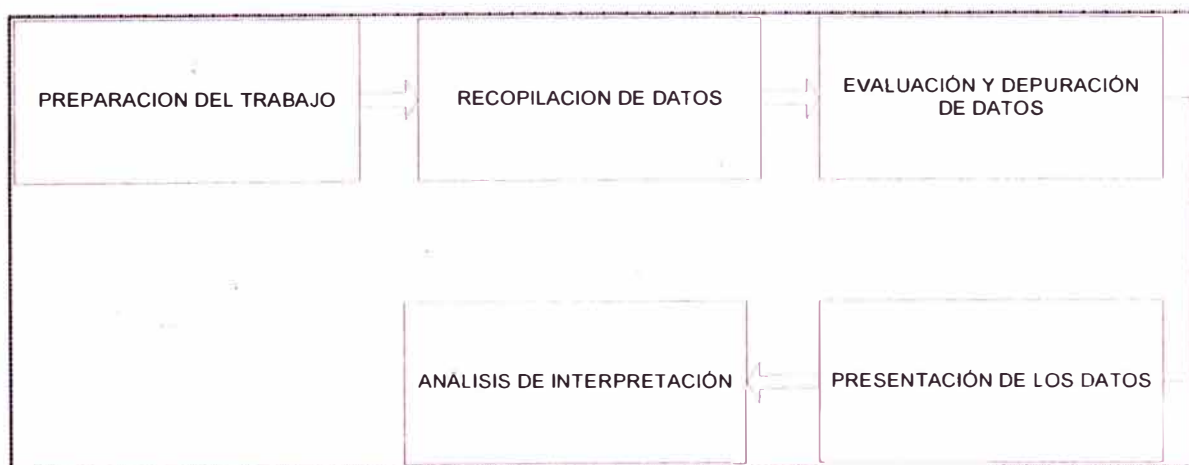 PREPARACION DEL TRABAJO
RECOPILACION DE DATOS
EVALUACIÓN Y DEPURACIÓN
DE DATOS
ANÁLISIS DE INTERPRETACIÓN
PRESENTACIÓN DE LOS DATOS